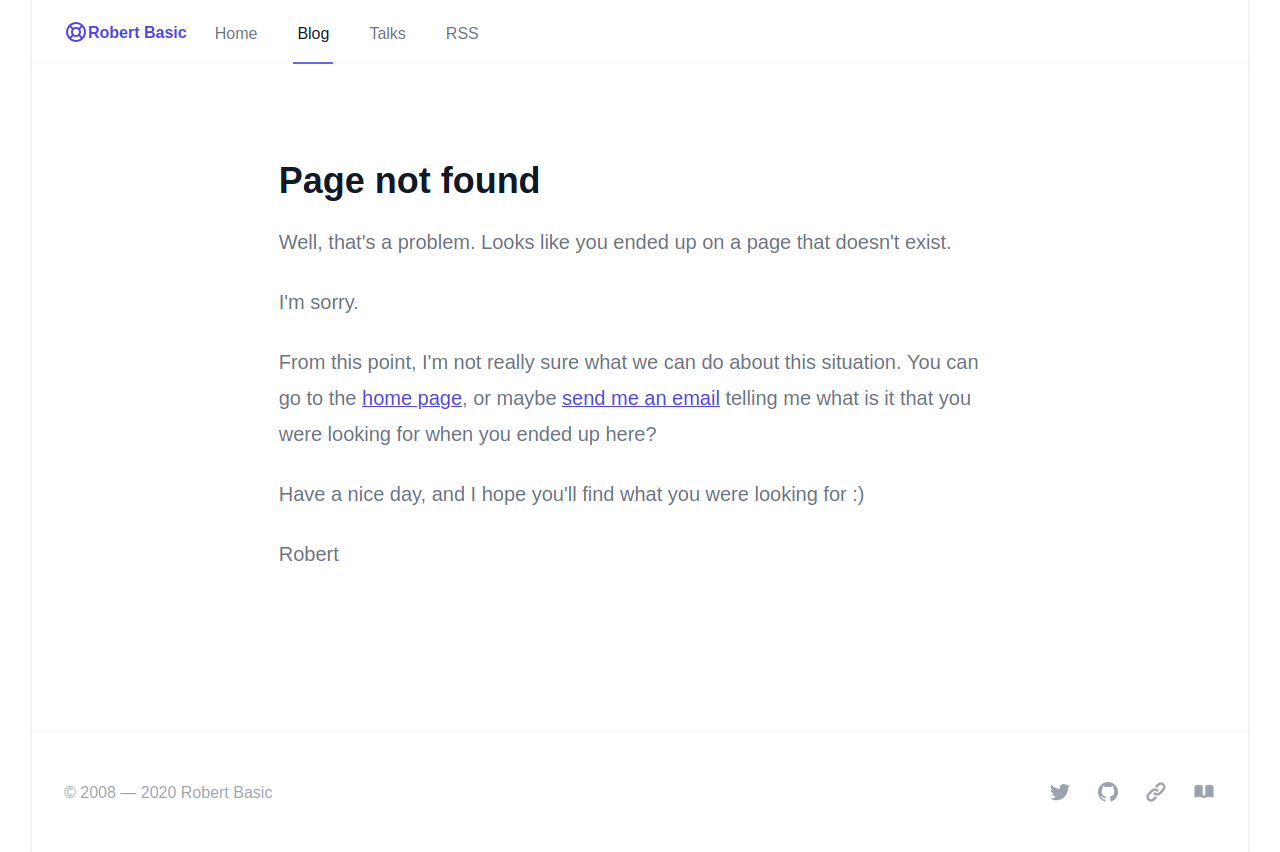 Robert Basic Home Blog Talks RSS
Page not found
Well, that's a problem. Looks like you ended up on a page that doesn't exist.
I'm sorry.
From this point, I'm not really sure what we can do about this situation. You can
go to the home page, or maybe send me an email telling me what is it that you
were looking for when you ended up here?
Have a nice day, and I hope you'll find what you were looking for :)
Robert
© 2008 — 2020 Robert Basic